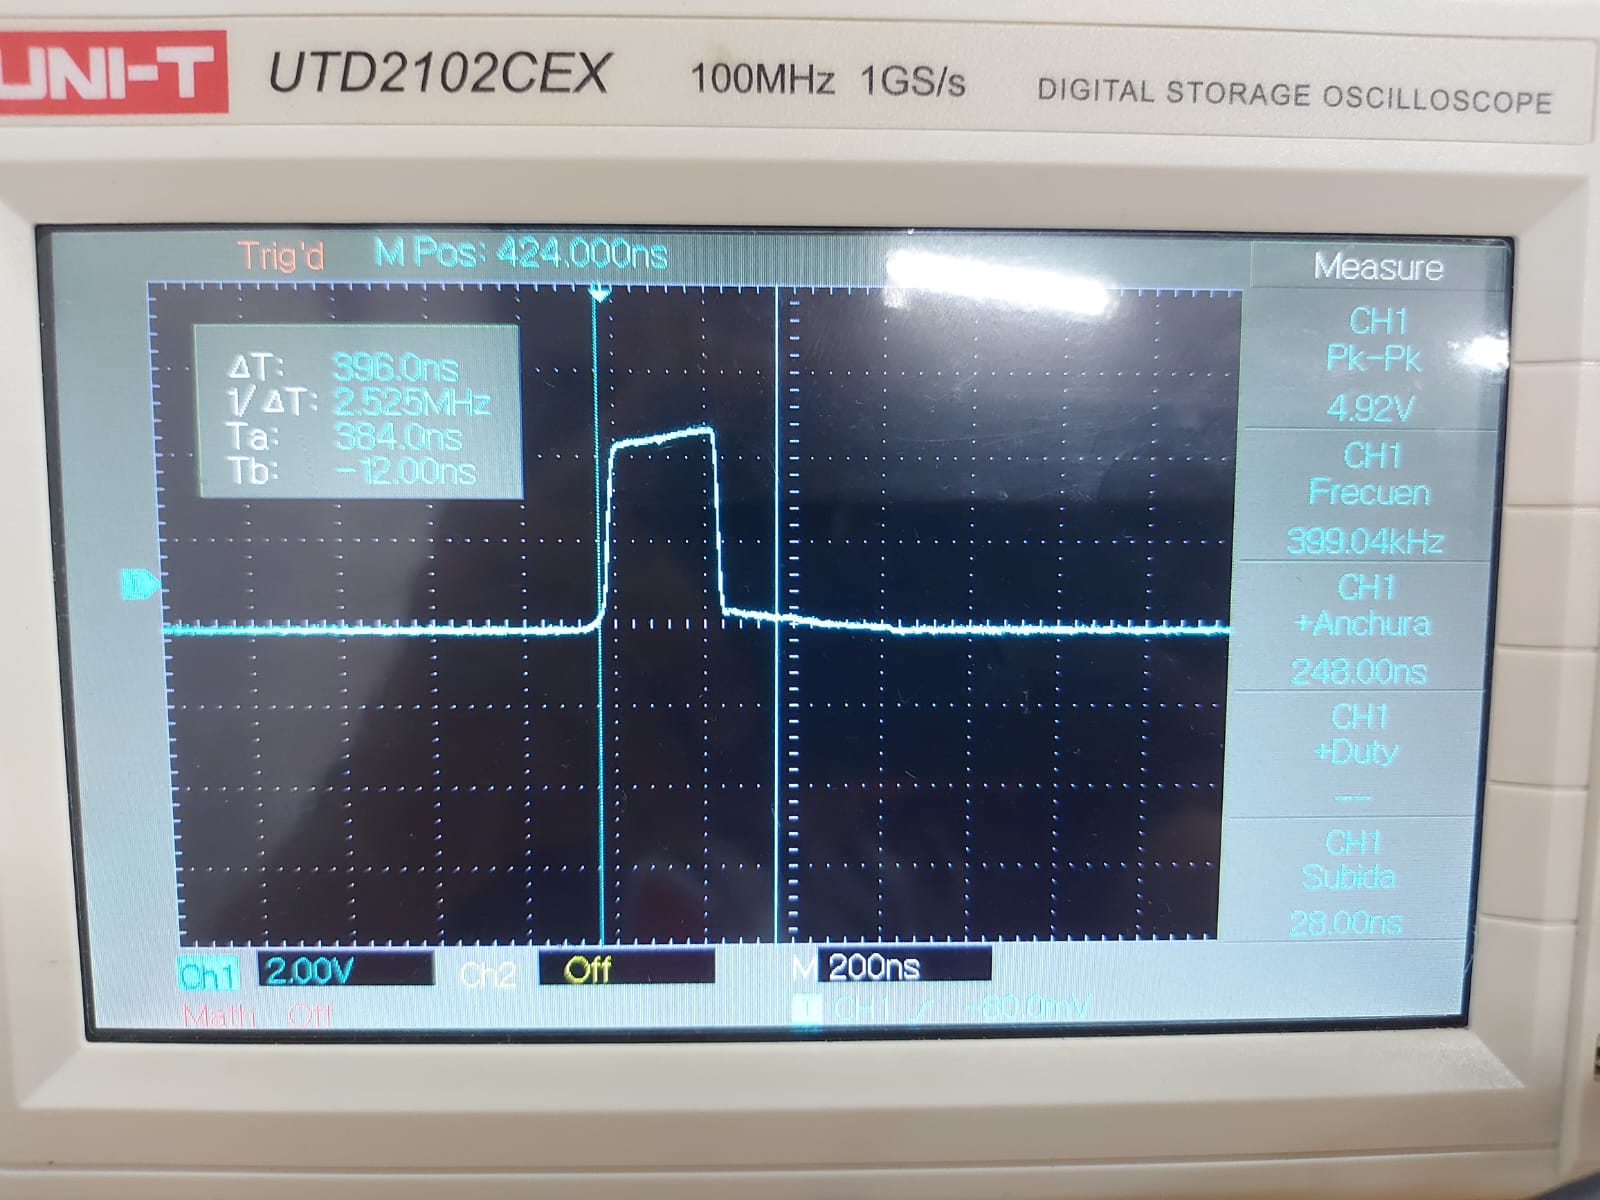 UNI-T UTD2102CEX 100MHz 1GS/s DIGITAL STORAGE OSCILLOSCOPE
Trig'd M Pos: 424.000ns
ΔT: 396.0ns
1/ΔT: 2.525MHz
Ta: 384.0ns
Tb: -12.00ns
Measure
CH1
Pk-Pk
4.92V
CH1
Frecuen
399.04kHz
CH1
+Anchura
248.00ns
CH1
+Duty
---
CH1
Subida
28.00ns
Ch1 2.00V Ch2 Off M 200ns
Math Off CH1 -80.0mV